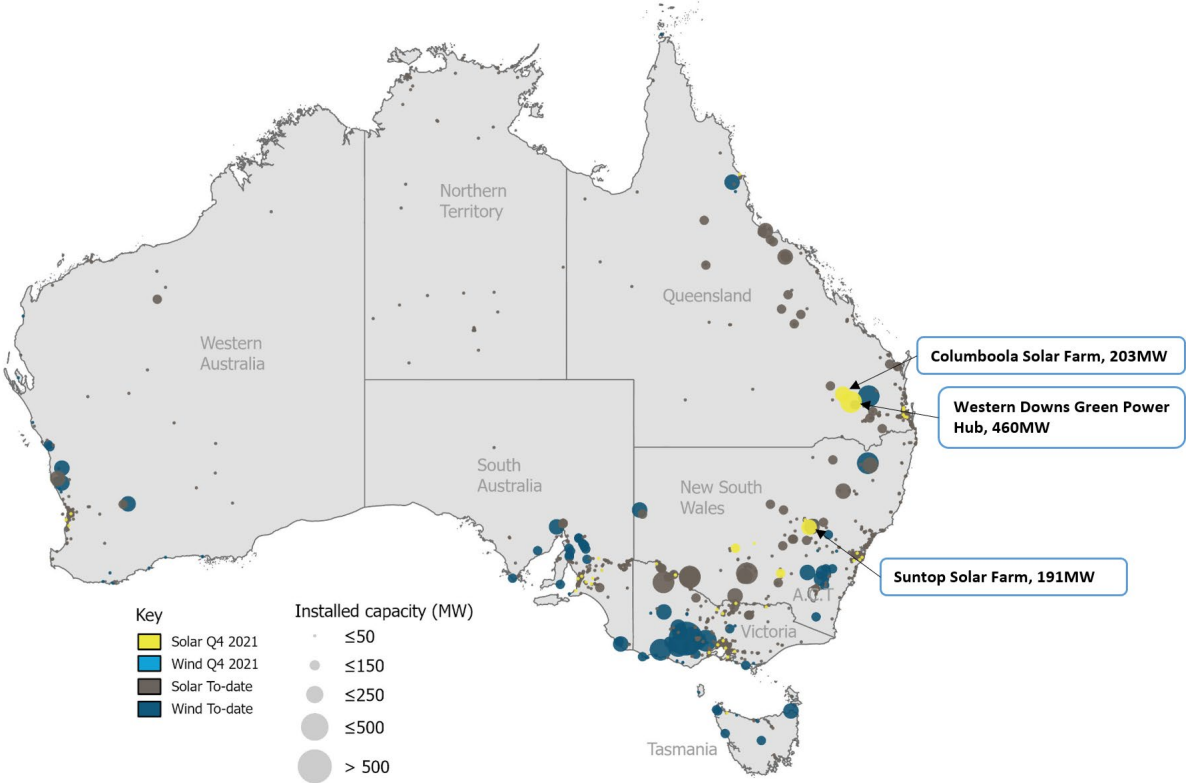 Northern
Territory
Queensland
Western
Australia
Columboola Solar Farm, 203MW
Western Downs Green Power
Hub, 460MW
South
Australia
New South
Wales
Suntop Solar Farm, 191MW
A.C.T
Victoria
Tasmania
Key
Solar Q4 2021
Wind Q4 2021
Solar To-date
Wind To-date
Installed capacity (MW)
≤50
≤150
≤250
≤500
> 500